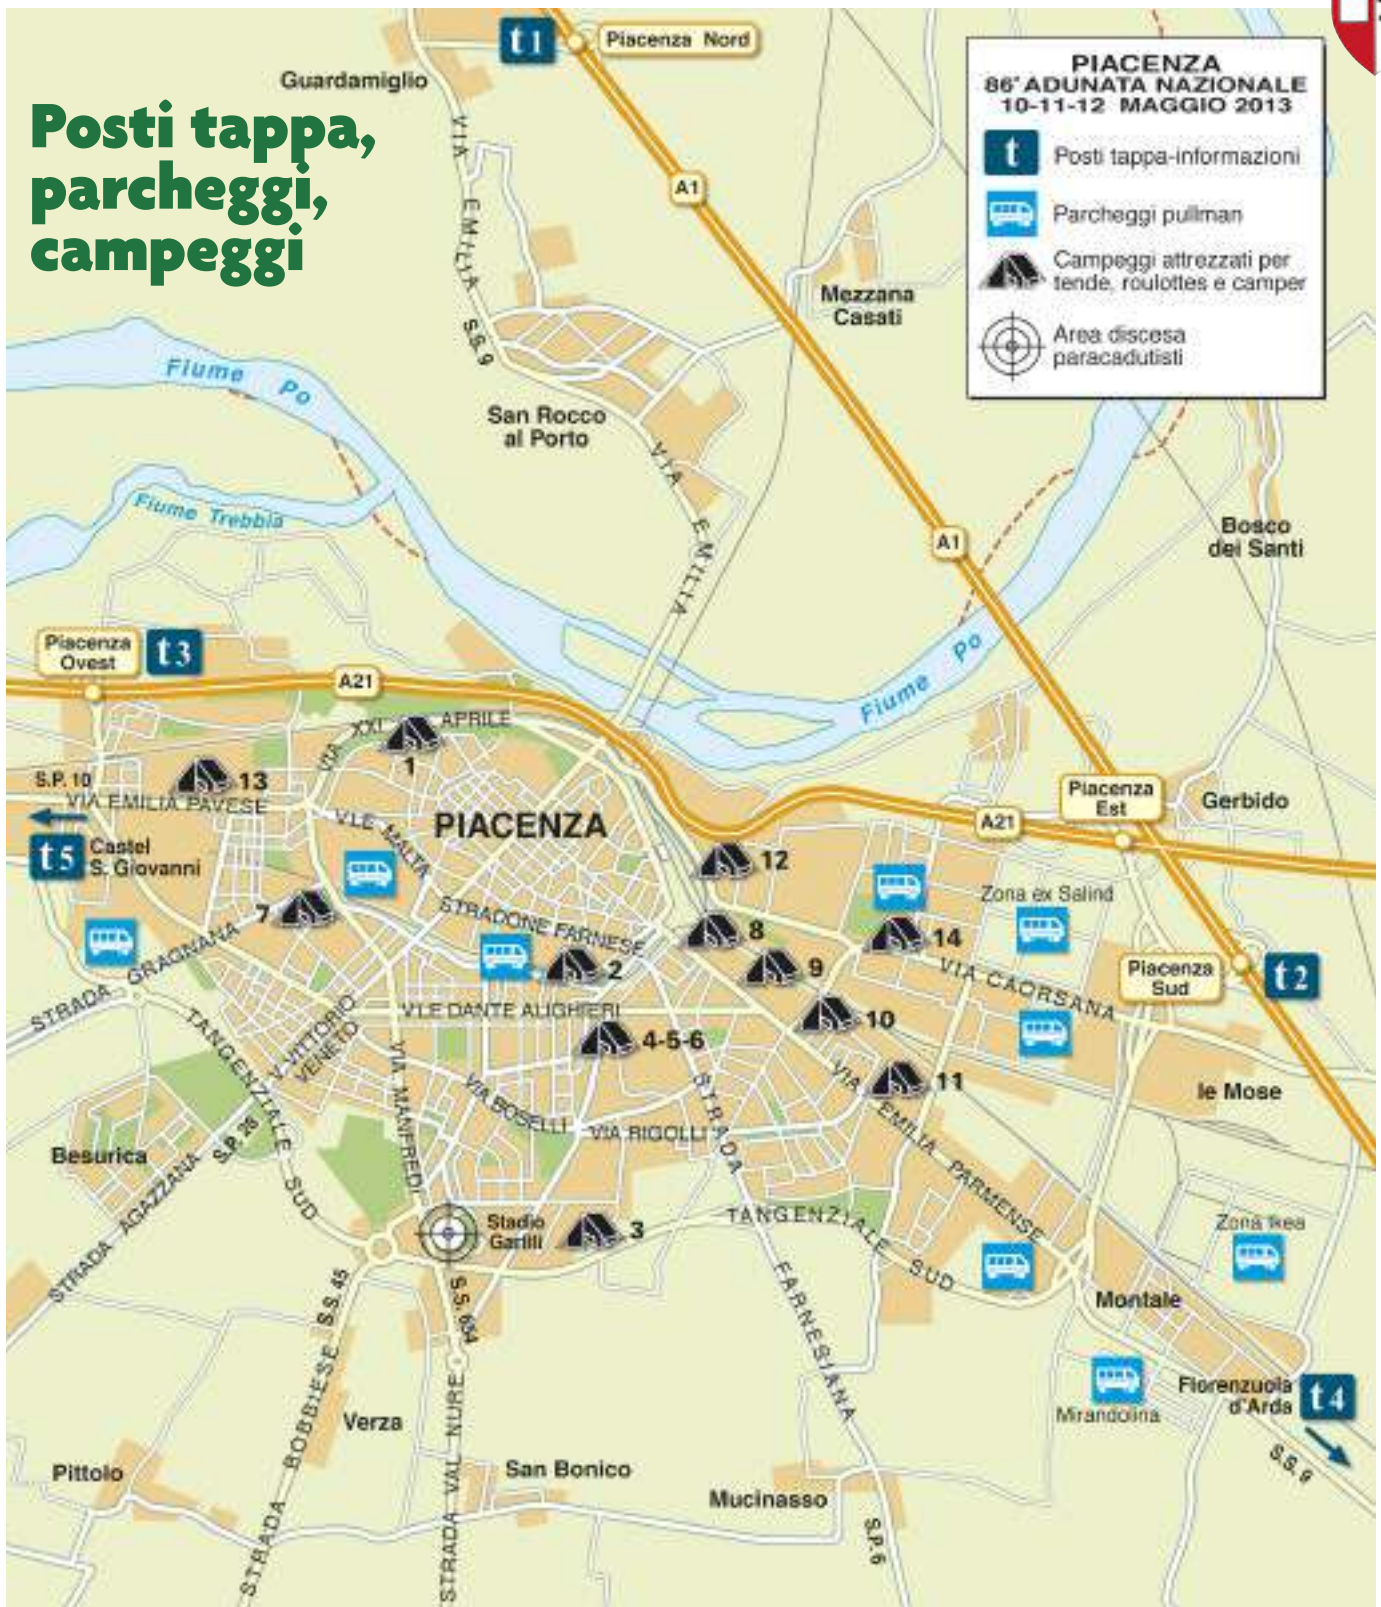 Posti tappa,
parcheggi,
campeggi
PIACENZA
86° ADUNATA NAZIONALE
10-11-12 MAGGIO 2013
t
Posti tappa-informazioni
Parcheggi pullman
Campeggi attrezzati per
tende, roulottes e camper
Area discesa
paracadutisti
t1
Piacenza Nord
Guardamiglio
VIA EMILIA S.S. 9
A1
Mezzana
Casati
San Rocco
al Porto
Fiume Po
Fiume Trebbia
VIA EMILIA
A1
Bosco
dei Santi
Fiume Po
Piacenza
Ovest
t3
A21
VIA XXI APRILE
1
13
S.P. 10
VIA EMILIA PAVESE
t5
Castel
S. Giovanni
V.LE MALTA
PIACENZA
Piacenza
Est
Gerbido
A21
12
7
STRADONE FARNESE
8
14
Zona ex Salind
2
9
VIA CAORSANA
Piacenza
Sud
t2
STRADA GRAGNANA
V.LE DANTE ALIGHIERI
10
4-5-6
V. VITTORIO
VENETO
TANGENZIALE SUD
VIA MANFREDI
VIA BOSELLI
VIA RIGOLLI
11
VIA EMILIA PARMENSE
le Mose
Besurica
S.P. 28
STRADA AGAZZANA
Stadio
Garilli
3
TANGENZIALE SUD
STRADA FARNESIANA
Zona Ikea
Montale
S.S. 45
S.S. 654
STRADA BOBBIESE
STRADA VAL NURE
Verza
Mirandolina
Fiorenzuola
d'Arda
t4
S.S. 9
Pittolo
San Bonico
Mucinasso
S.P. 6